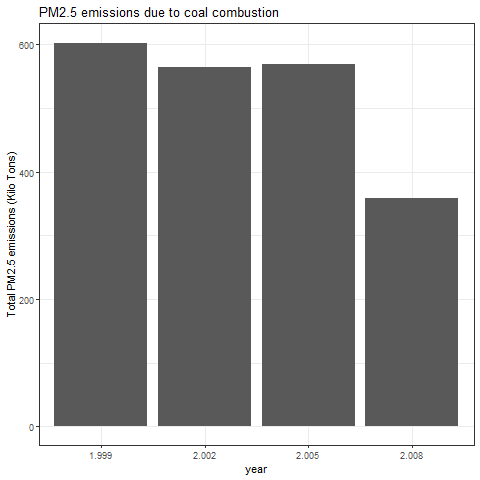 PM2.5 emissions due to coal combustion
Total PM2.5 emissions (Kilo Tons)
600
400
200
0
1.999 2.002 2.005 2.008
year